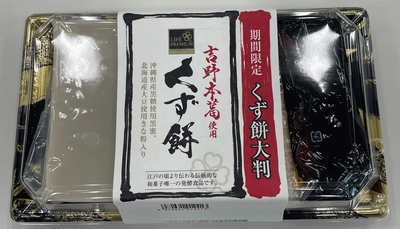 期間限定 くず餅大判
LIFE
PREMIUM
吉野本葛使用
くず餅
沖縄県産黒糖使用黒蜜、
北海道産大豆使用きな粉入り
江戸の頃より伝わる伝統的な
和菓子唯一の発酵食品です。